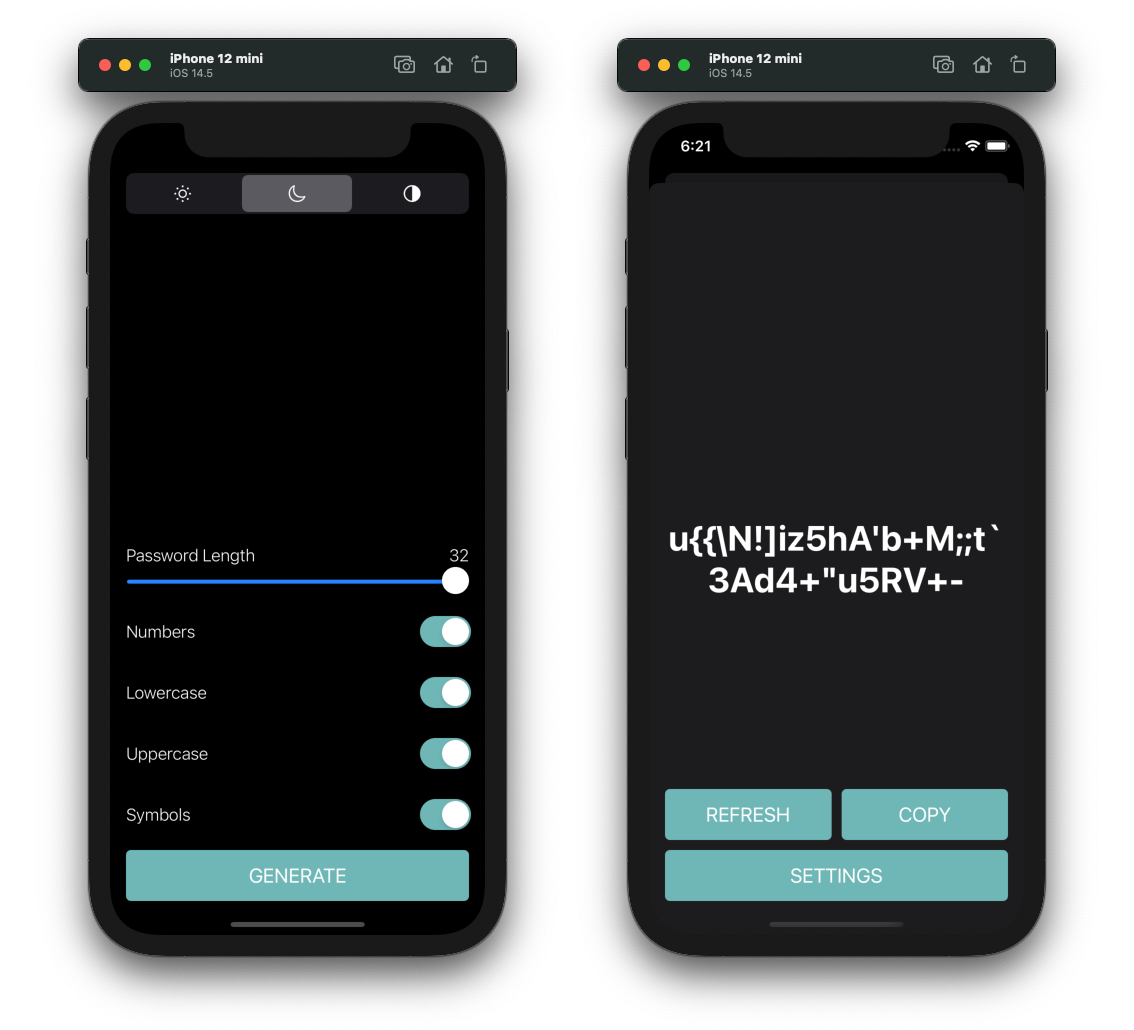 iPhone 12 mini
iOS 14.5
Password Length 32
Numbers
Lowercase
Uppercase
Symbols
GENERATE
iPhone 12 mini
iOS 14.5
6:21
u{{\N!]iz5hA'b+M;;t`
3Ad4+"u5RV+-
REFRESH COPY
SETTINGS